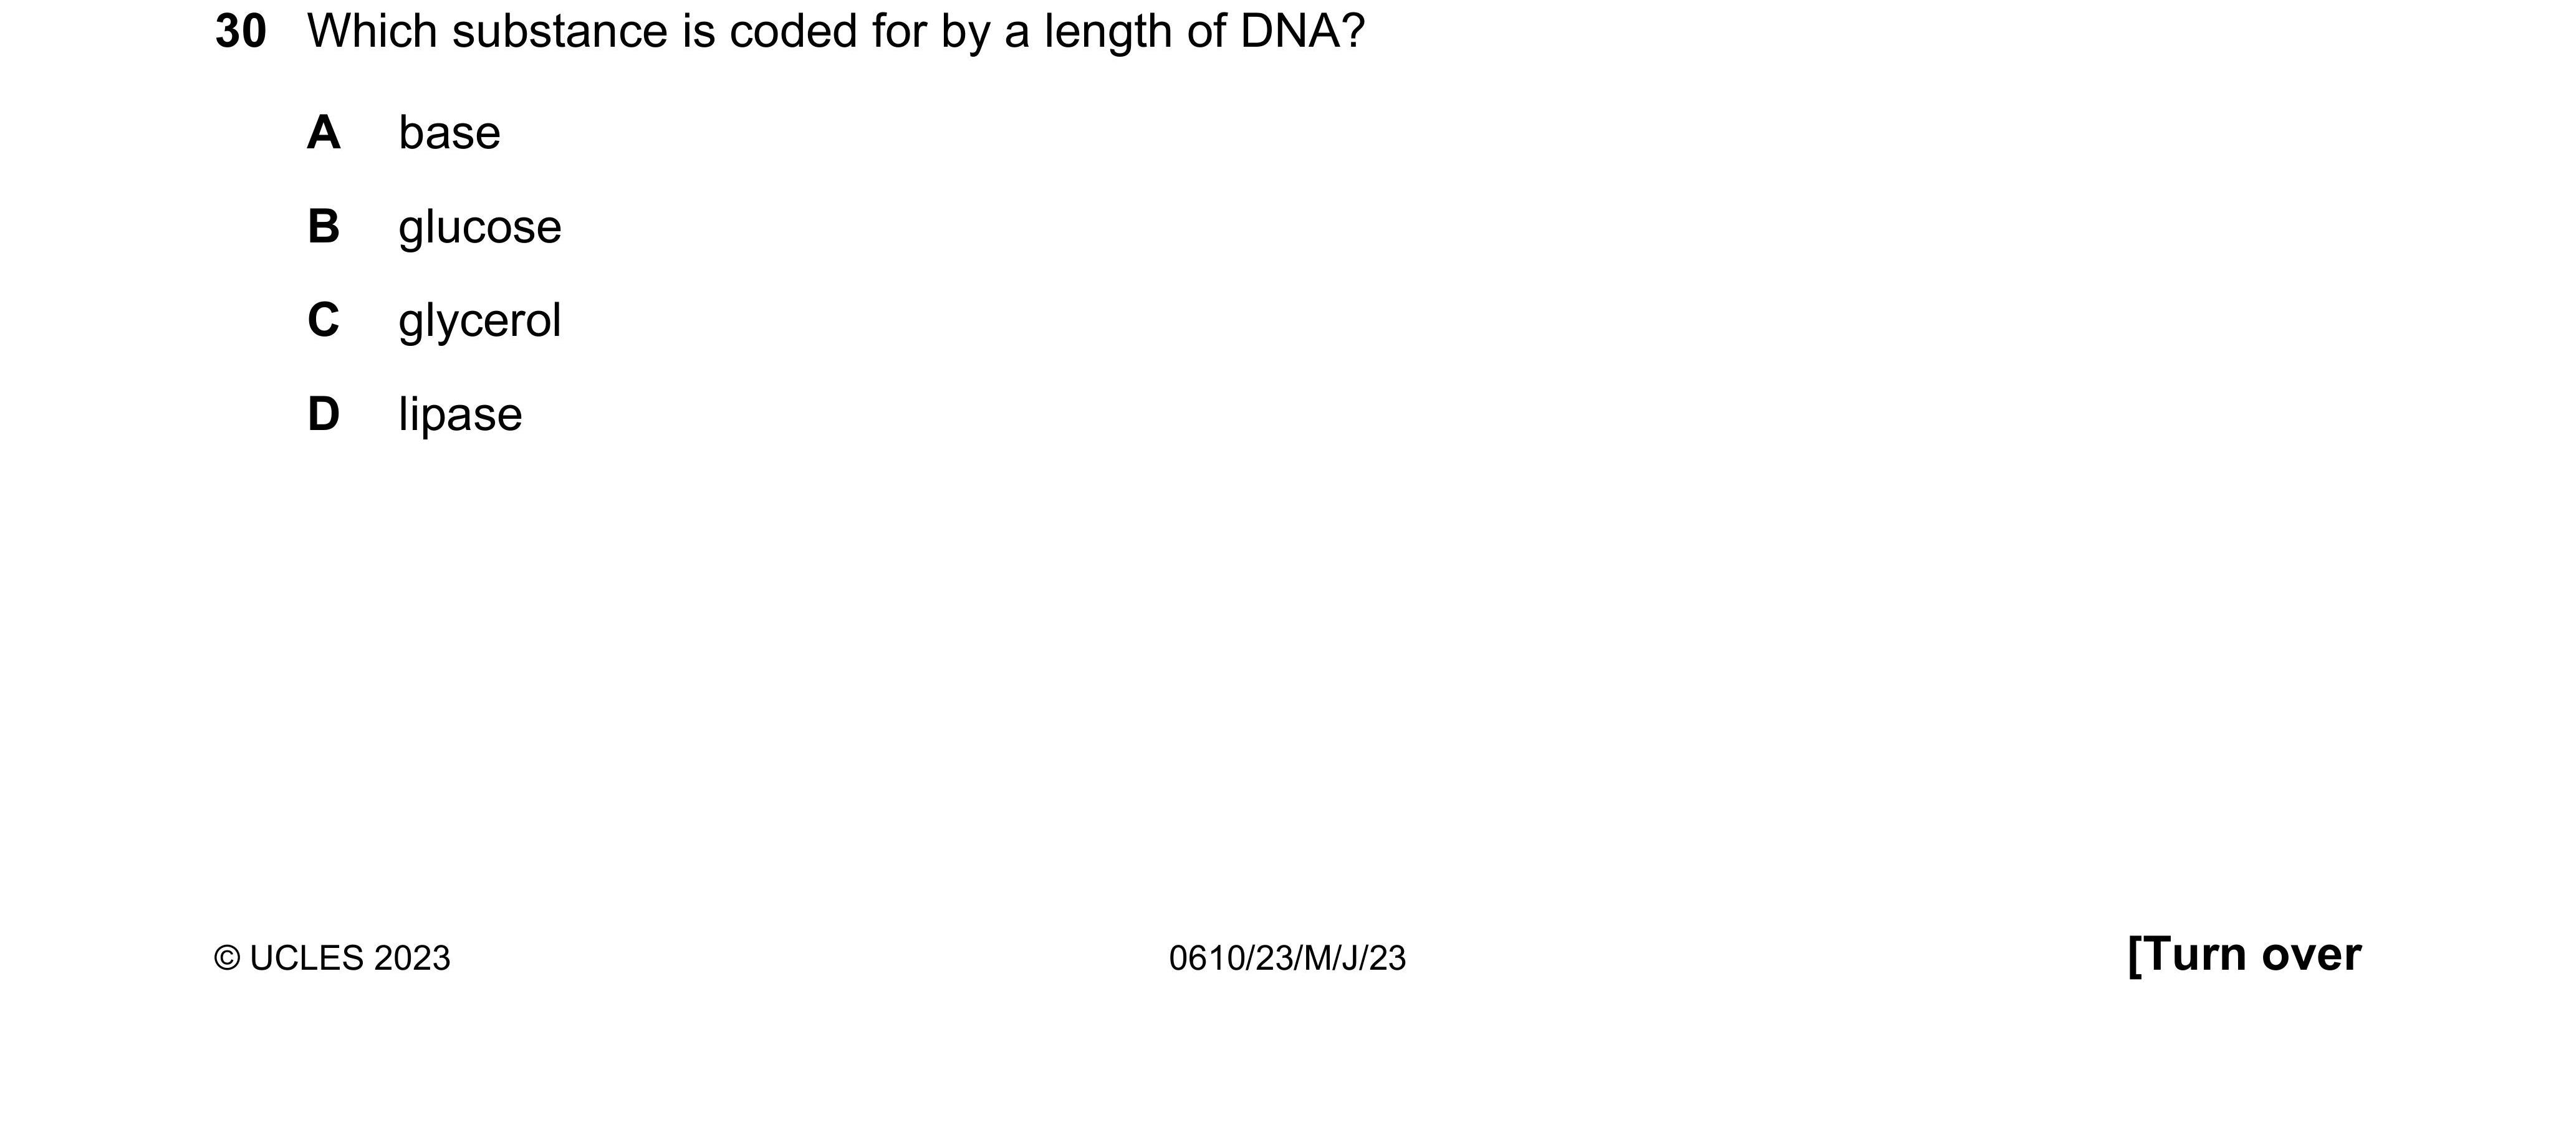 30 Which substance is coded for by a length of DNA?
A base
B glucose
C glycerol
D lipase
© UCLES 2023 0610/23/M/J/23 [Turn over